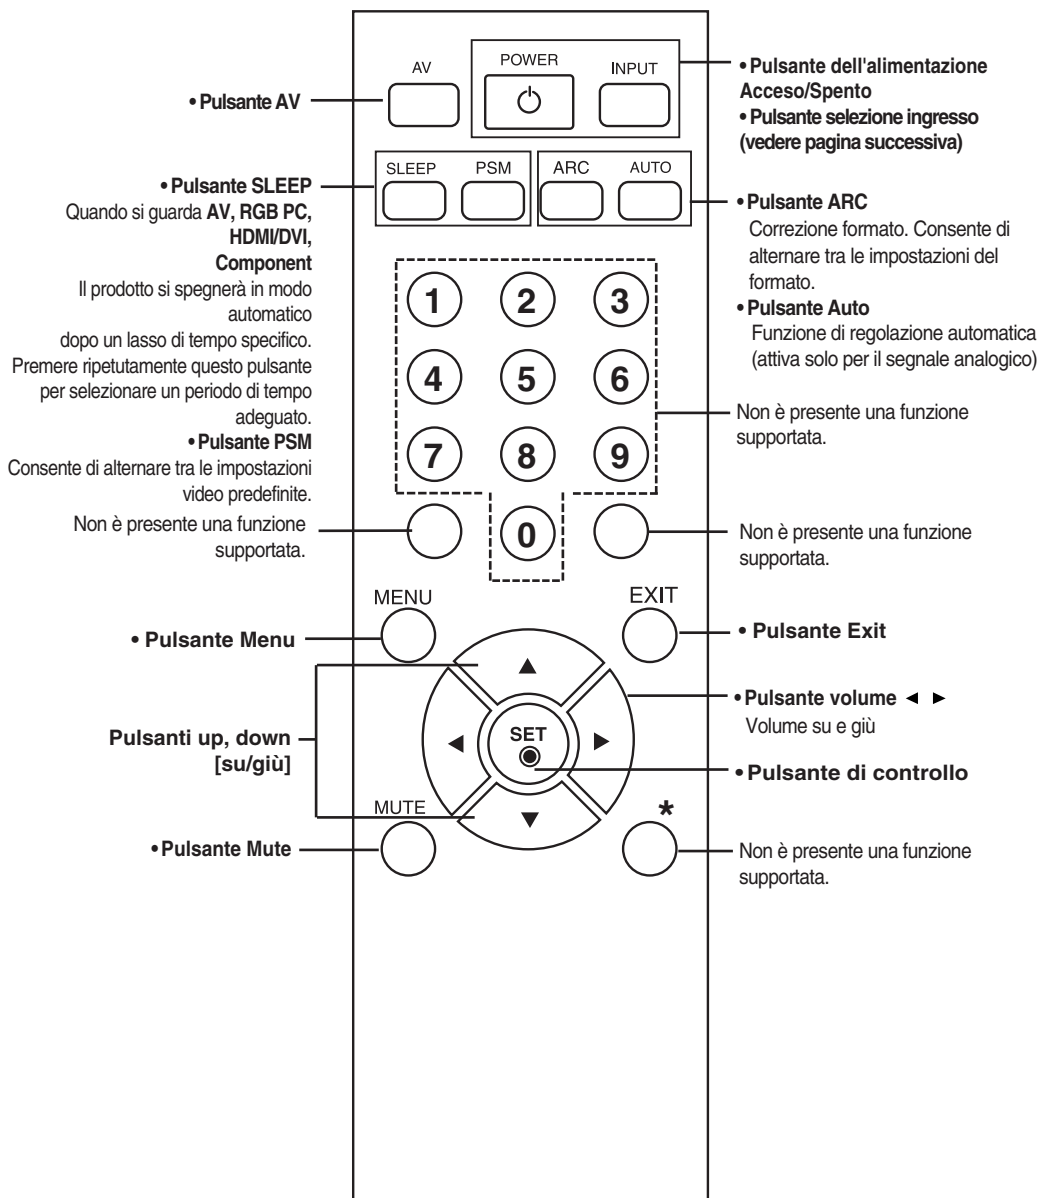 AV
POWER
INPUT
• Pulsante AV
• Pulsante dell'alimentazione
Acceso/Spento
• Pulsante selezione ingresso
(vedere pagina successiva)
SLEEP
PSM
ARC
AUTO
• Pulsante SLEEP
Quando si guarda AV, RGB PC,
HDMI/DVI,
Component
Il prodotto si spegnerà in modo
automatico
dopo un lasso di tempo specifico.
Premere ripetutamente questo pulsante
per selezionare un periodo di tempo
adeguato.
• Pulsante PSM
Consente di alternare tra le impostazioni
video predefinite.
Non è presente una funzione
supportata.
• Pulsante ARC
Correzione formato. Consente di
alternare tra le impostazioni del
formato.
• Pulsante Auto
Funzione di regolazione automatica
(attiva solo per il segnale analogico)
1
2
3
4
5
6
7
8
9
0
Non è presente una funzione
supportata.
Non è presente una funzione
supportata.
MENU
EXIT
• Pulsante Menu
• Pulsante Exit
Pulsanti up, down
[su/giù]
SET
• Pulsante volume ◄ ►
Volume su e giù
• Pulsante di controllo
MUTE
*
• Pulsante Mute
Non è presente una funzione
supportata.